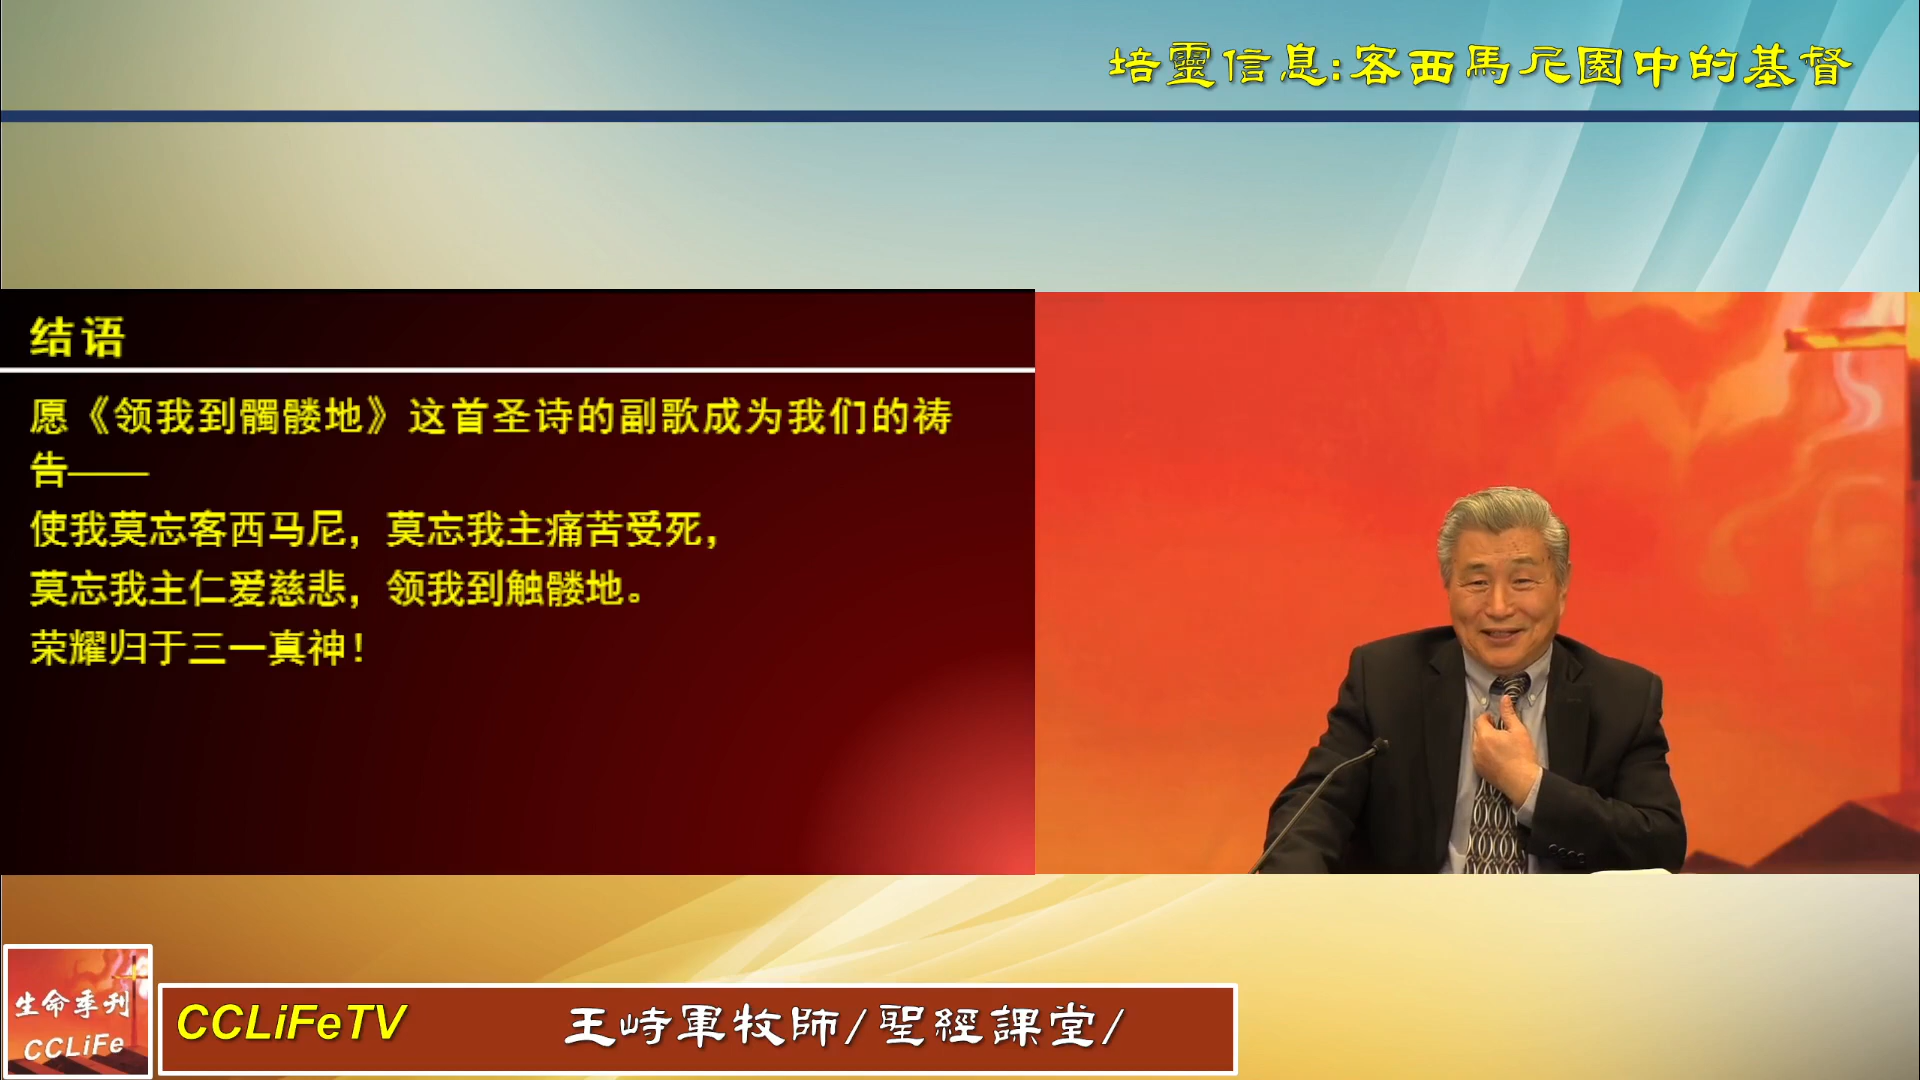 培靈信息:客西馬尼園中的基督
结语
愿《领我到髑髅地》这首圣诗的副歌成为我们的祷
告——
使我莫忘客西马尼，莫忘我主痛苦受死，
莫忘我主仁爱慈悲，领我到触髅地。
荣耀归于三一真神！
生命季刊
CCLiFe
CCLiFeTV
王峙軍牧師/聖經課堂/